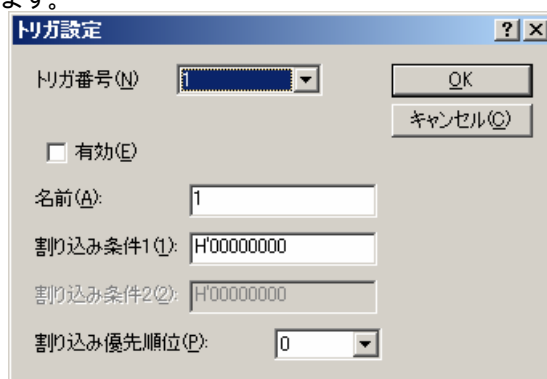 ます。
トリガ設定
トリガ番号(N) 1
OK
キャンセル(C)
有効(E)
名前(A): 1
割り込み条件1(1): H'00000000
割り込み条件2(2): H'00000000
割り込み優先順位(P): 0